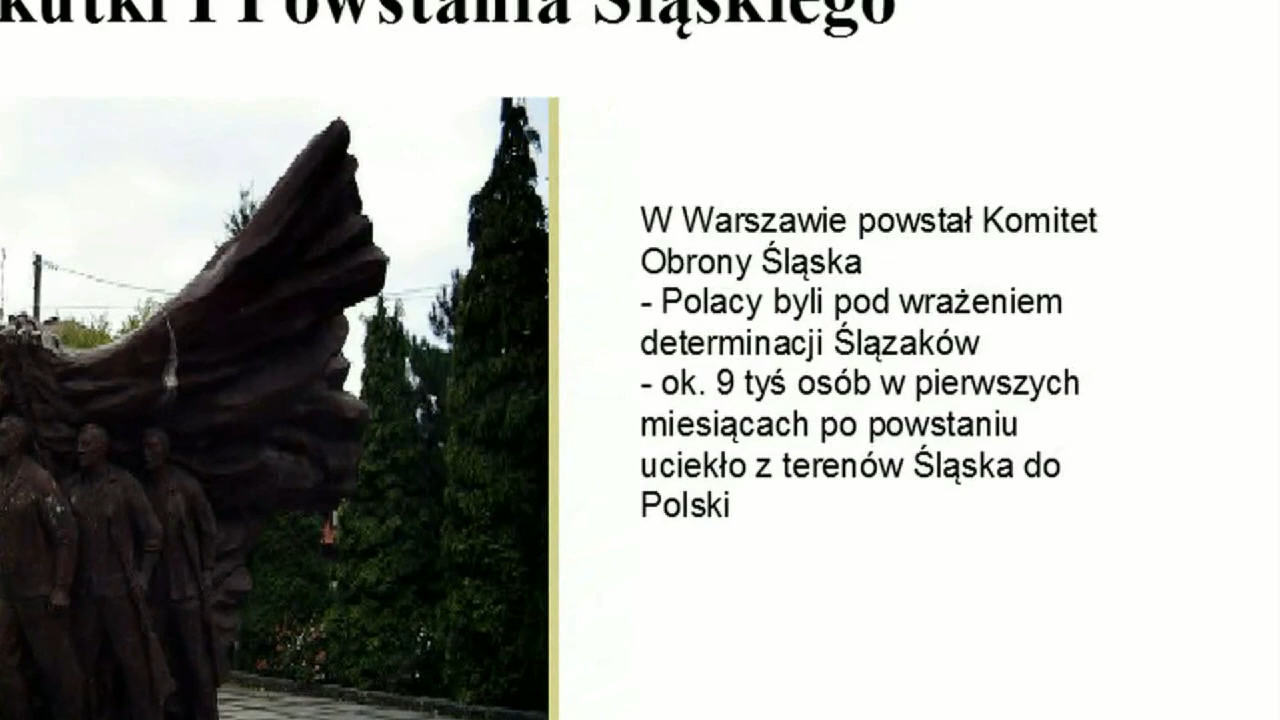 kutki I Powstania Śląskiego
W Warszawie powstał Komitet
Obrony Śląska
- Polacy byli pod wrażeniem
determinacji Ślązaków
- ok. 9 tyś osób w pierwszych
miesiącach po powstaniu
uciekło z terenów Śląska do
Polski